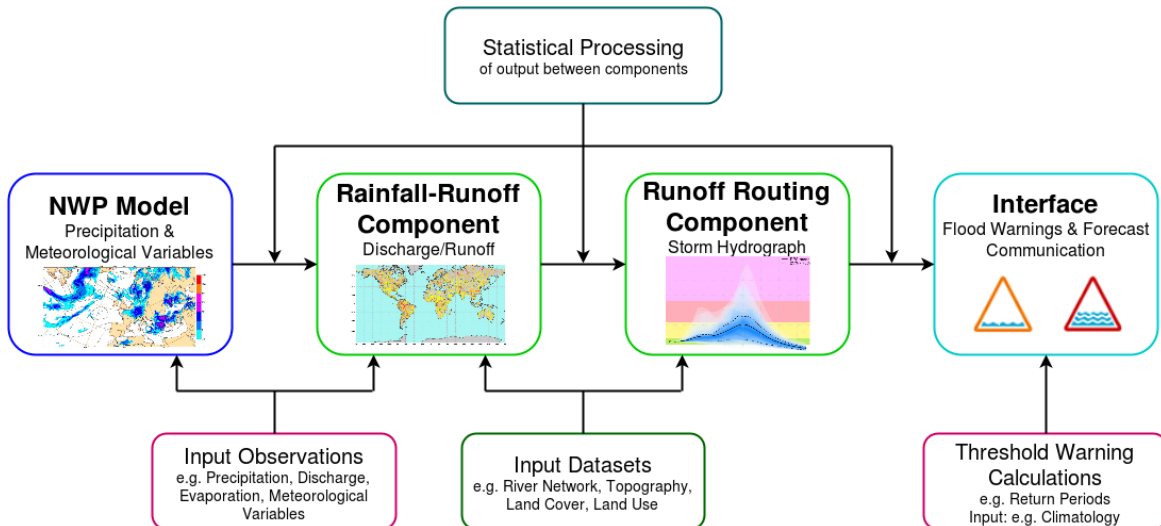 Statistical Processing
of output between components
NWP Model
Precipitation &
Meteorological Variables
Rainfall-Runoff
Component
Discharge/Runoff
Runoff Routing
Component
Storm Hydrograph
Interface
Flood Warnings & Forecast
Communication
Input Observations
e.g. Precipitation, Discharge,
Evaporation, Meteorological
Variables
Input Datasets
e.g. River Network, Topography,
Land Cover, Land Use
Threshold Warning
Calculations
e.g. Return Periods
Input: e.g. Climatology